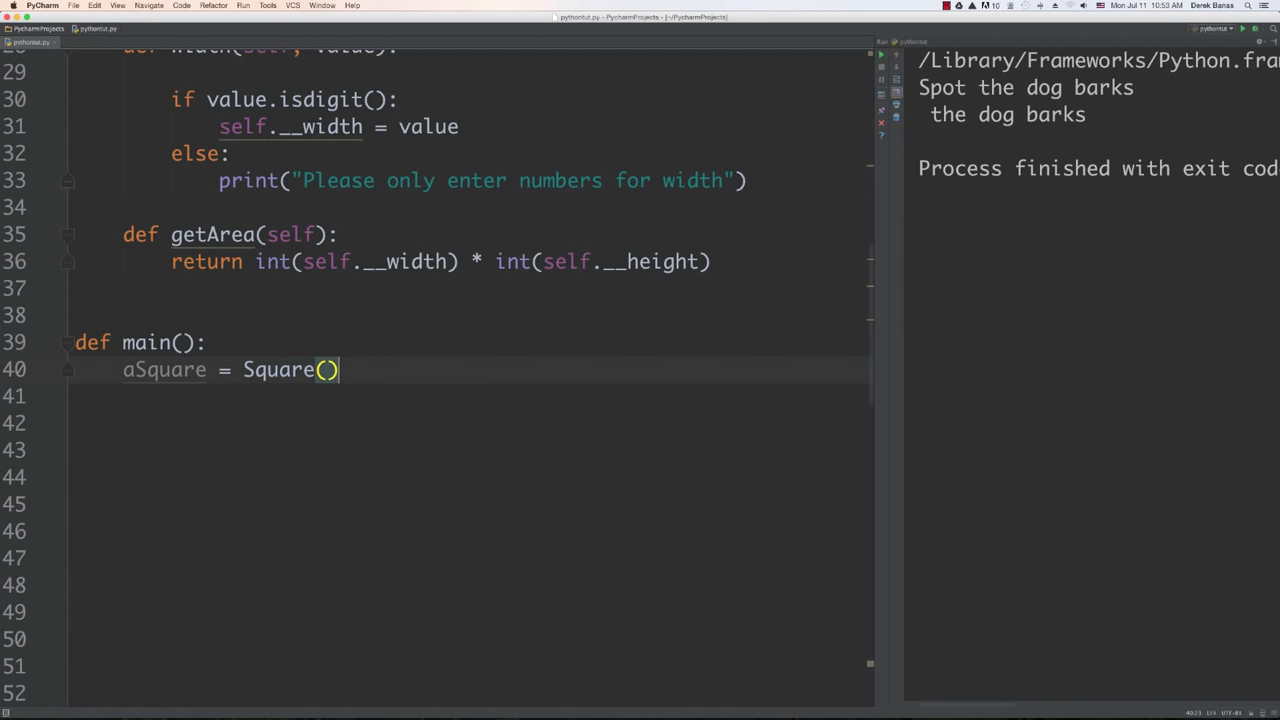 PyCharm File Edit View Navigate Code Refactor Run Tools VCS Window Help 10 Mon Jul 11 10:53 AM Derek Banas
pythontut.py - PyCharmProjects - [~/PycharmProjects]
PycharmProjects pythontut.py pythontut
pythontut.py
Run pythontut
28 def width(self, value):
29
30 if value.isdigit():
31 self.__width = value
32 else:
33 print("Please only enter numbers for width")
34
35 def getArea(self):
36 return int(self.__width) * int(self.__height)
37
38
39 def main():
40 aSquare = Square()
41
42
43
44
45
46
47
48
49
50
51
52
/Library/Frameworks/Python.fra
Spot the dog barks
the dog barks
Process finished with exit cod
40:23 LF≑ UTF-8≑